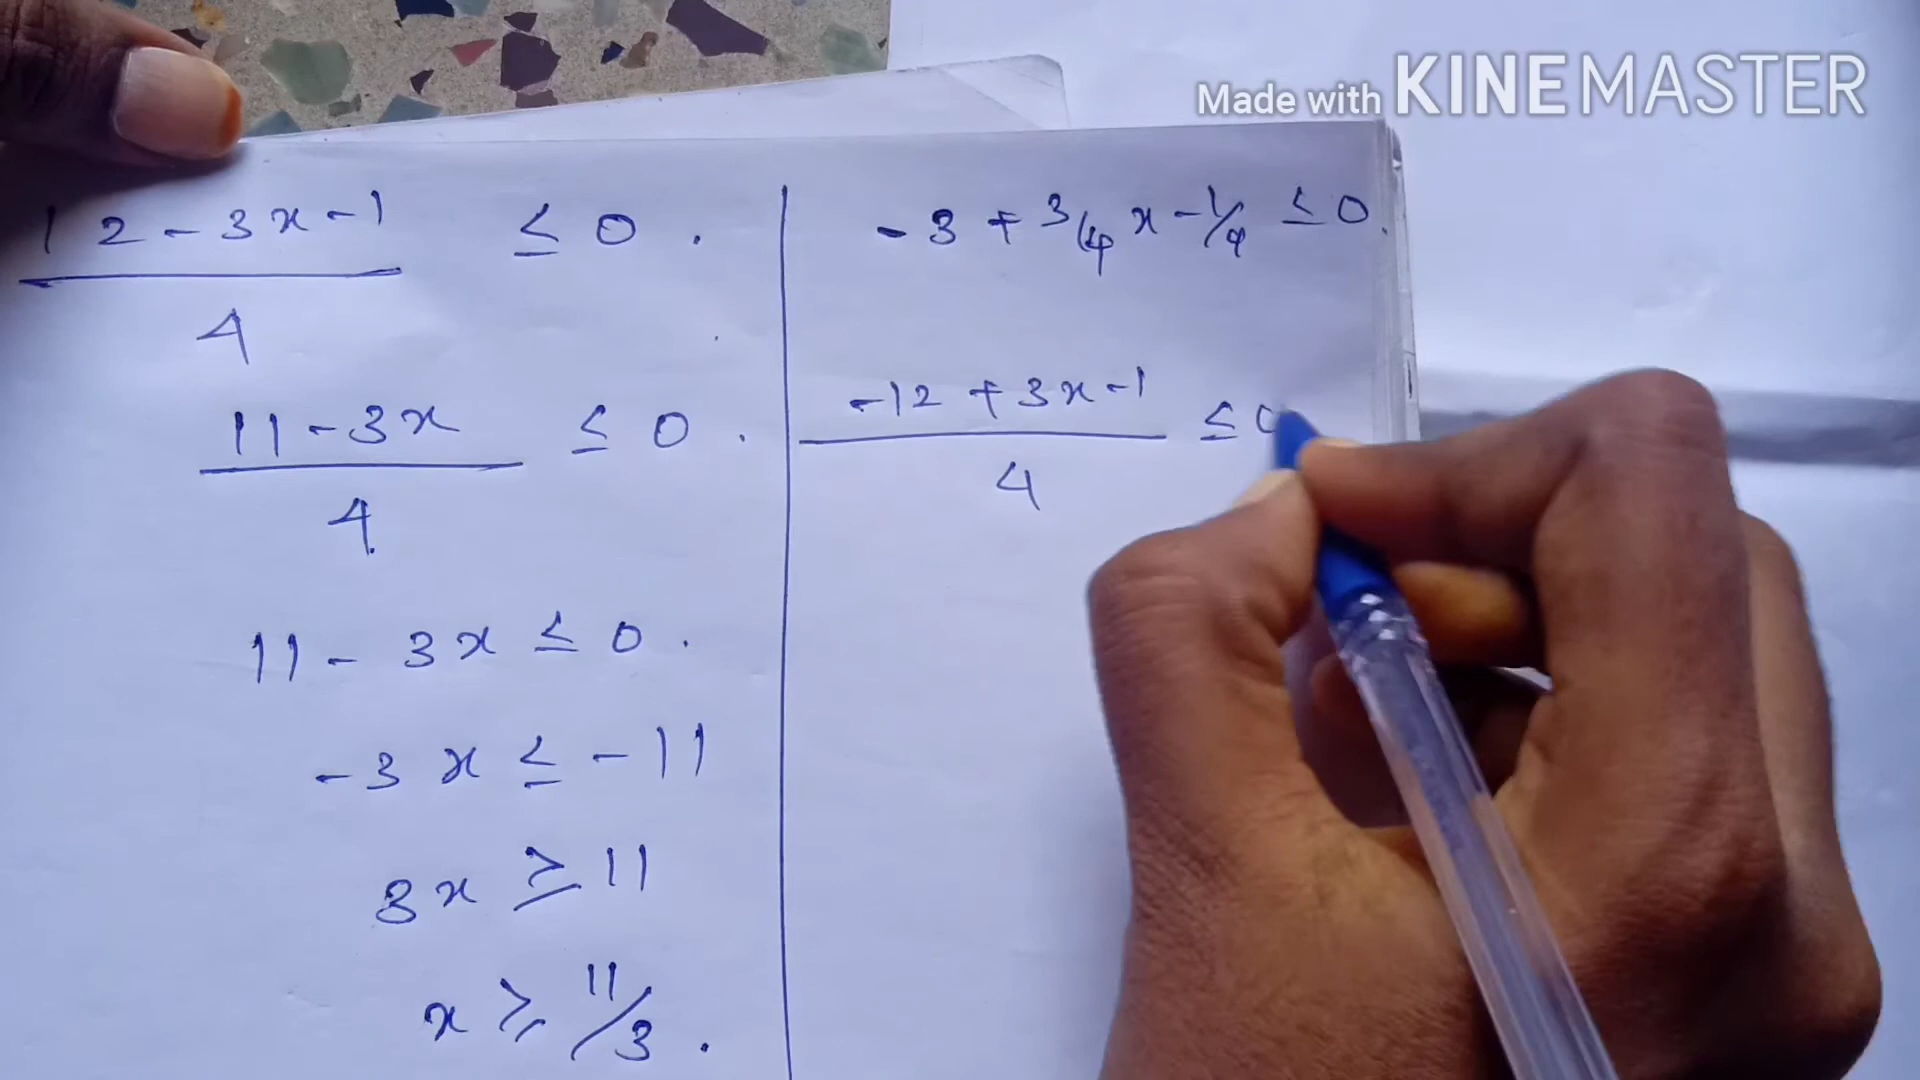 Made with KINEMASTER
12 - 3x - 1 / 4 ≤ 0 .
11 - 3x / 4 ≤ 0 .
11 - 3x ≤ 0 .
-3x ≤ -11
3x ≥ 11
x ≥ 11/3 .
-3 + 3/4 x - 1/4 ≤ 0 .
-12 + 3x - 1 / 4 ≤ 0